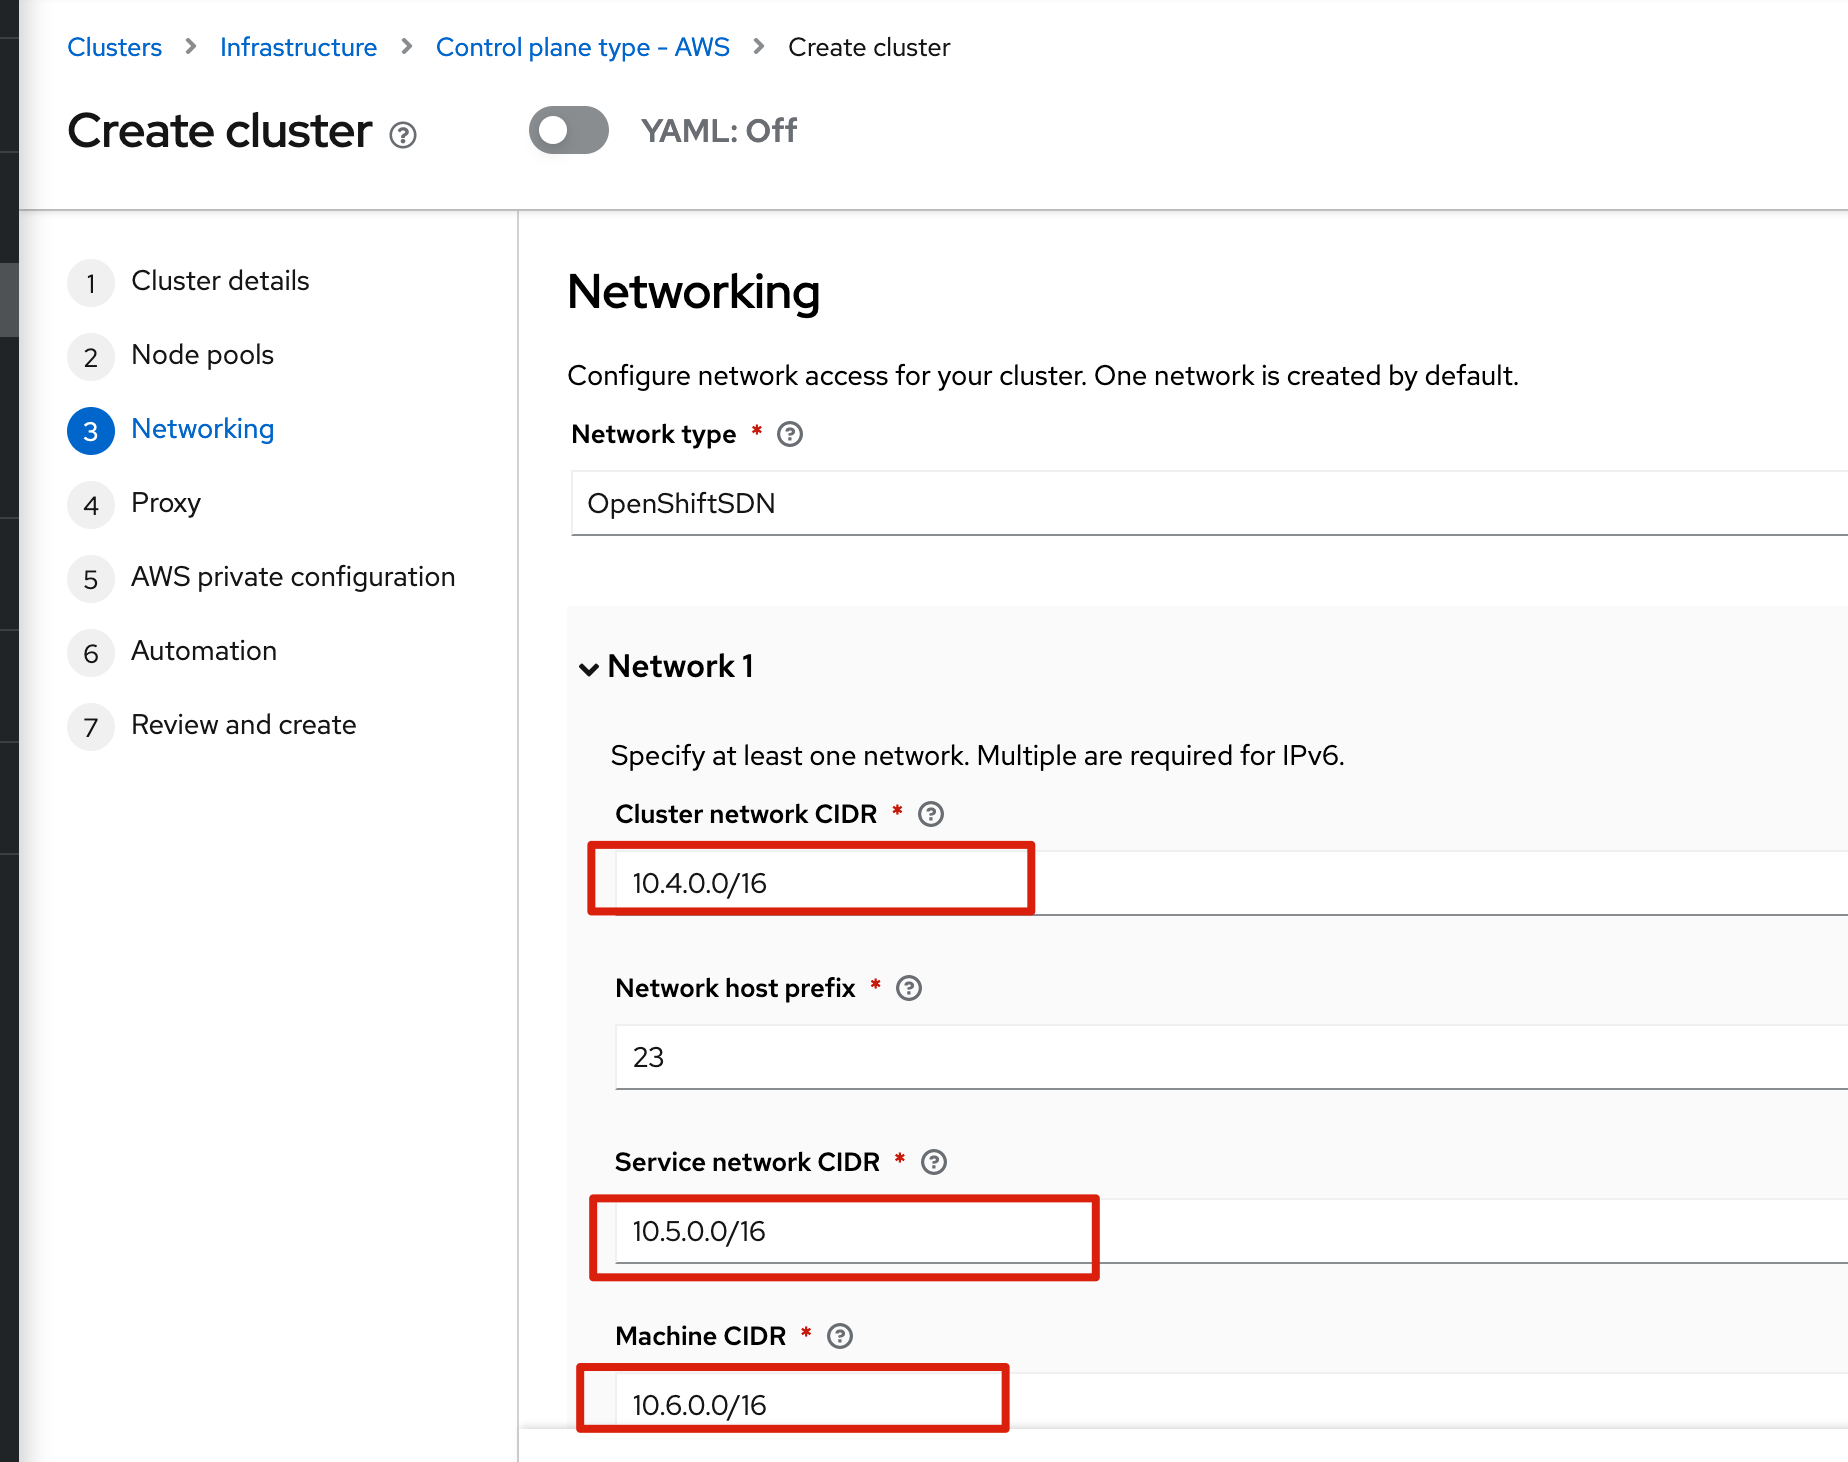 Clusters > Infrastructure > Control plane type - AWS > Create cluster
Create cluster
YAML: Off
1 Cluster details
2 Node pools
3 Networking
4 Proxy
5 AWS private configuration
6 Automation
7 Review and create
Networking
Configure network access for your cluster. One network is created by default.
Network type *
OpenShiftSDN
Network 1
Specify at least one network. Multiple are required for IPv6.
Cluster network CIDR *
10.4.0.0/16
Network host prefix *
23
Service network CIDR *
10.5.0.0/16
Machine CIDR *
10.6.0.0/16